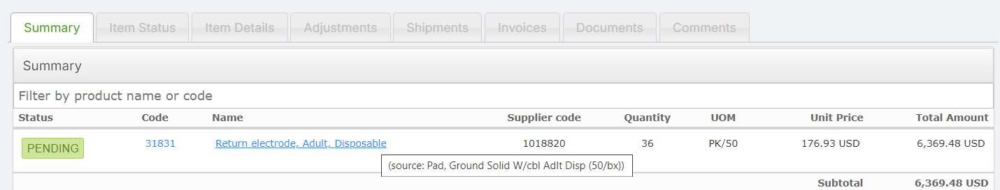 Summary Item Status Item Details Adjustments Shipments Invoices Documents Comments
Summary
Filter by product name or code
Status Code Name Supplier code Quantity UOM Unit Price Total Amount
PENDING 31831 Return electrode, Adult, Disposable 1018820 36 PK/50 176.93 USD 6,369.48 USD
(source: Pad, Ground Solid W/cbl Adlt Disp (50/bx))
Subtotal 6,369.48 USD